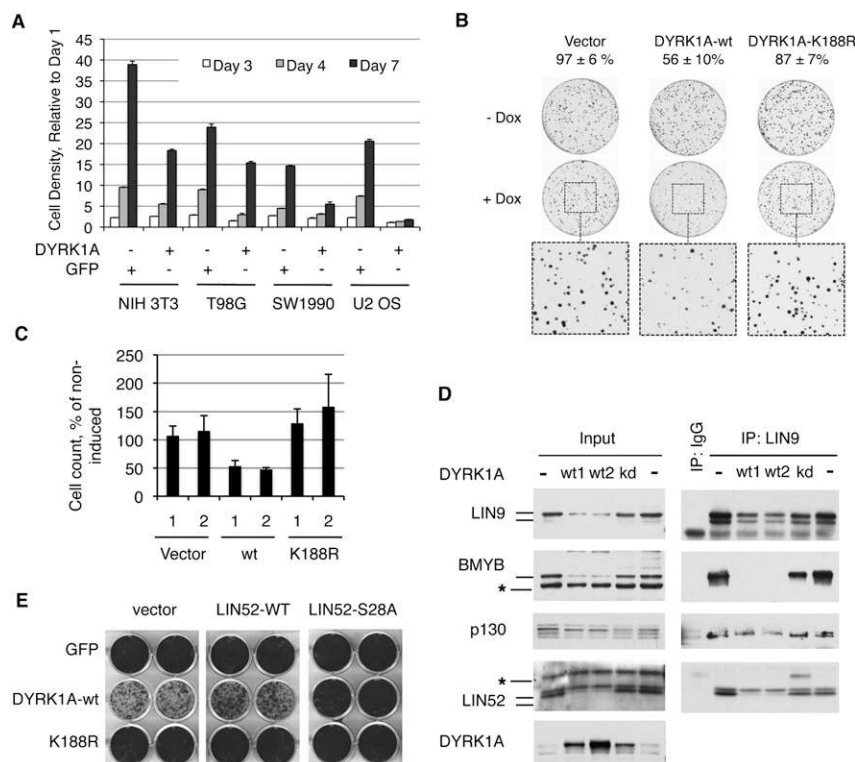 A
Cell Density, Relative to Day 1
45
40
35
30
25
20
15
10
5
0
Day 3 Day 4 Day 7
DYRK1A - + - + - + - +
GFP + - + - + - + -
NIH 3T3 T98G SW1990 U2 OS
B
Vector DYRK1A-wt DYRK1A-K188R
97 ± 6 % 56 ± 10% 87 ± 7%
- Dox
+ Dox
C
Cell count, % of non-
induced
250
200
150
100
50
0
1 2 1 2 1 2
Vector wt K188R
D
Input IP: IgG IP: LIN9
DYRK1A - wt1 wt2 kd - - wt1 wt2 kd -
LIN9
BMYB
*
p130
*
LIN52
DYRK1A
E
vector LIN52-WT LIN52-S28A
GFP
DYRK1A-wt
K188R